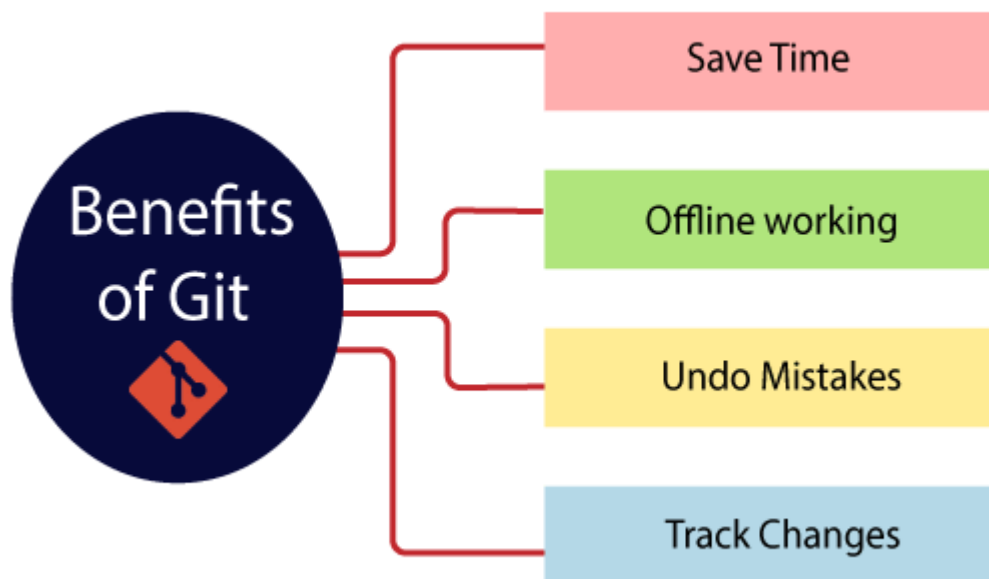 Benefits
of Git
Save Time
Offline working
Undo Mistakes
Track Changes